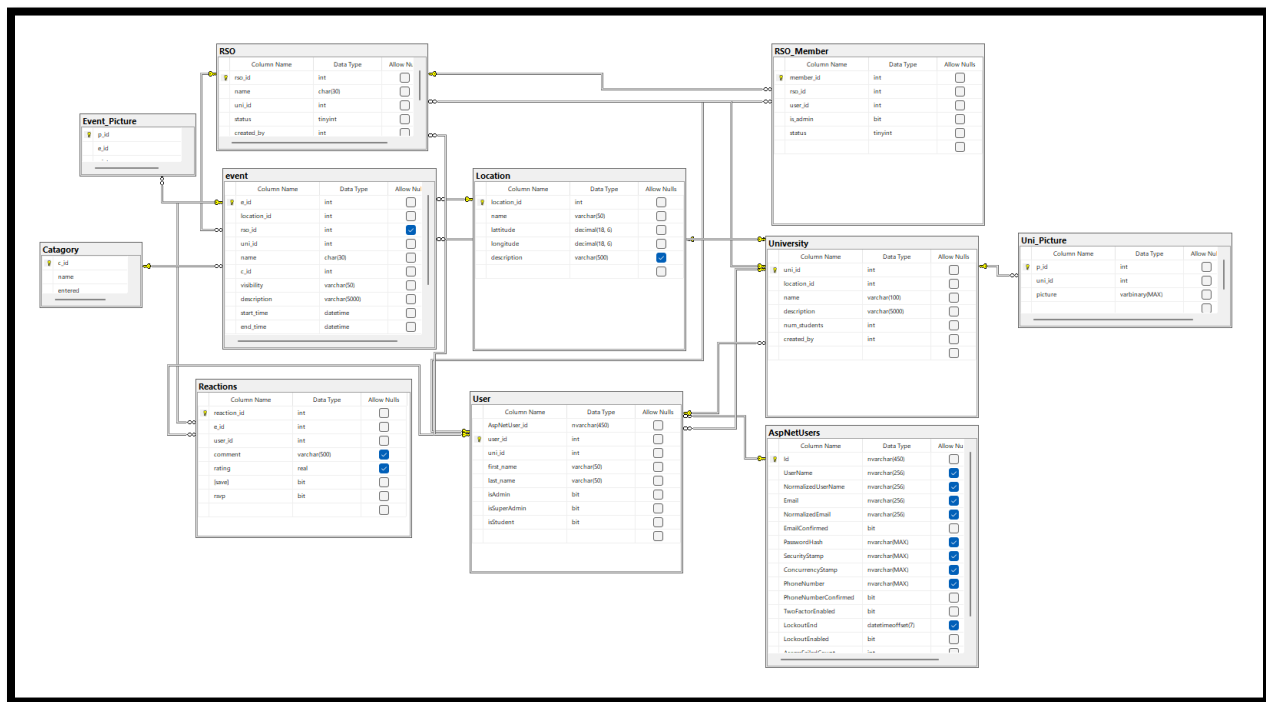 RSO
Column Name Data Type Allow Nu
rso_id int
name char(30)
uni_id int
status tinyint
created_by int
RSO_Member
Column Name Data Type Allow Nulls
member_id int
rso_id int
user_id int
is_admin bit
status tinyint
Event_Picture
p_id
e_id
event
Column Name Data Type Allow Nul
e_id int
location_id int
rso_id int
uni_id int
name char(30)
c_id int
visibility varchar(50)
description varchar(5000)
start_time datetime
end_time datetime
Location
Column Name Data Type Allow Nulls
location_id int
name varchar(50)
lattitude decimal(18, 6)
longitude decimal(18, 6)
description varchar(500)
Catagory
c_id
name
entered
University
Column Name Data Type Allow Nulls
uni_id int
location_id int
name varchar(100)
description varchar(5000)
num_students int
created_by int
Uni_Picture
Column Name Data Type Allow Nul
p_id int
uni_id int
picture varbinary(MAX)
Reactions
Column Name Data Type Allow Nulls
reaction_id int
e_id int
user_id int
comment varchar(500)
rating real
[save] bit
rsvp bit
User
Column Name Data Type Allow Nulls
AspNetUser_id nvarchar(450)
user_id int
uni_id int
first_name varchar(50)
last_name varchar(50)
isAdmin bit
isSuperAdmin bit
isStudent bit
AspNetUsers
Column Name Data Type Allow Nu
Id nvarchar(450)
UserName nvarchar(256)
NormalizedUserName nvarchar(256)
Email nvarchar(256)
NormalizedEmail nvarchar(256)
EmailConfirmed bit
PasswordHash nvarchar(MAX)
SecurityStamp nvarchar(MAX)
ConcurrencyStamp nvarchar(MAX)
PhoneNumber nvarchar(MAX)
PhoneNumberConfirmed bit
TwoFactorEnabled bit
LockoutEnd datetimeoffset(7)
LockoutEnabled bit
AccessFailedCount int